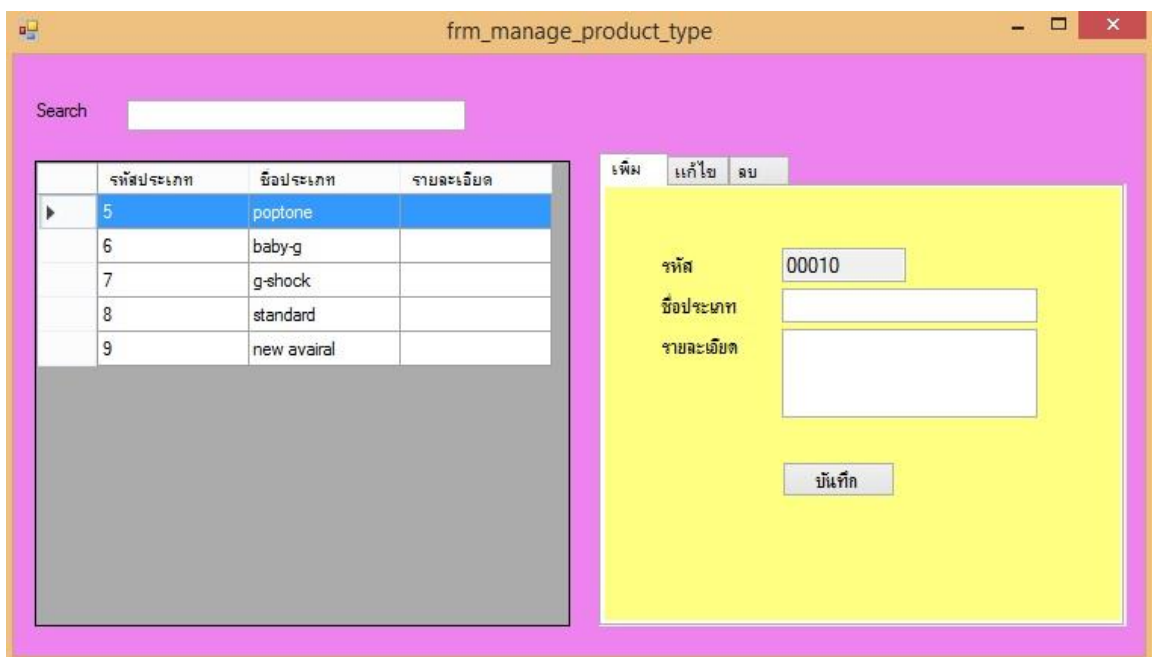 frm_manage_product_type
Search
รหัสประเภท ชื่อประเภท รายละเอียด
5 poptone
6 baby-g
7 g-shock
8 standard
9 new avairal
เพิ่ม แก้ไข ลบ
รหัส 00010
ชื่อประเภท
รายละเอียด
บันทึก